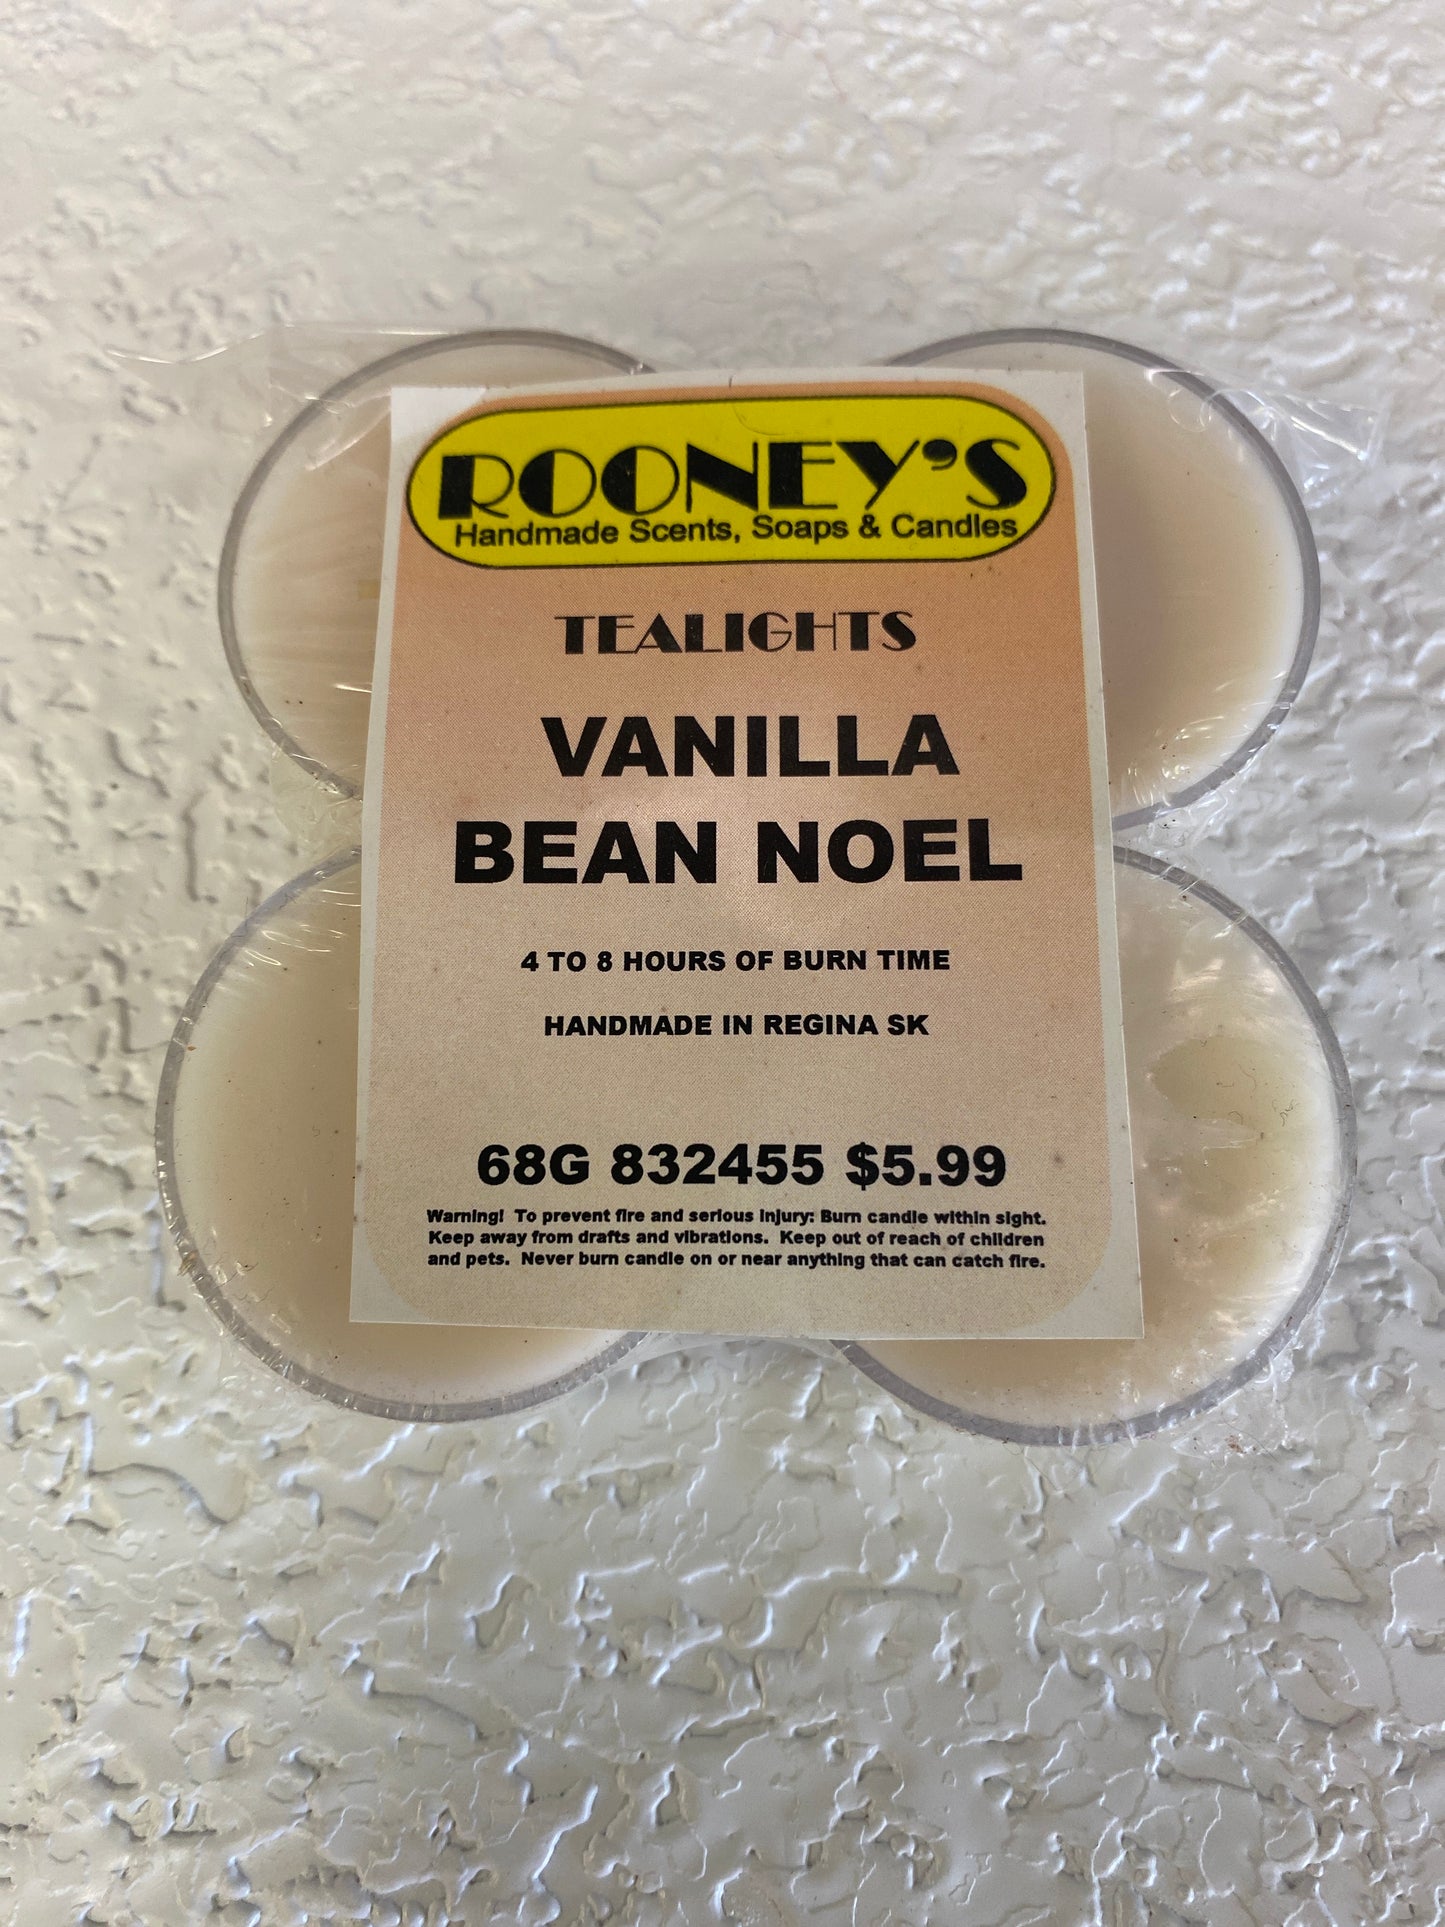 ROONEY'S
Handmade Scents, Soaps & Candles
TEALIGHTS
VANILLA
BEAN NOEL
4 TO 8 HOURS OF BURN TIME
HANDMADE IN REGINA SK
68G 832455 $5.99
Warning!  To prevent fire and serious injury: Burn candle within sight.
Keep away from drafts and vibrations.  Keep out of reach of children
and pets.  Never burn candle on or near anything that can catch fire.